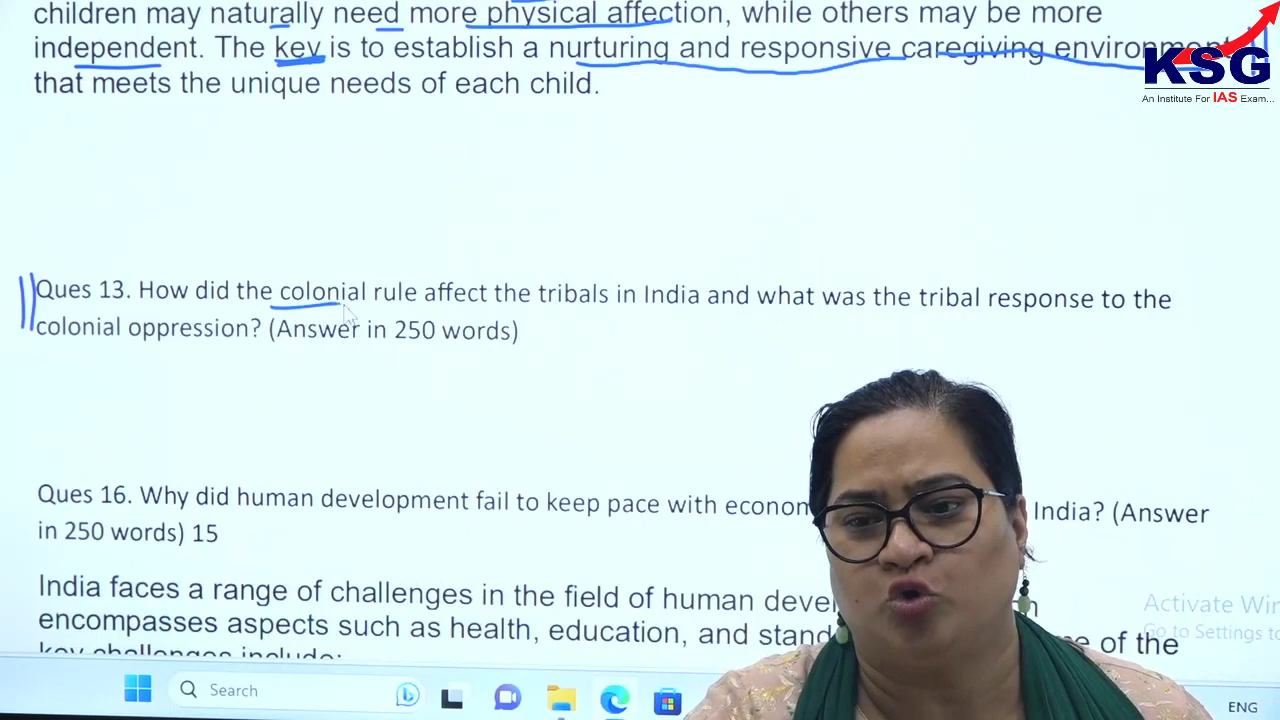 children may naturally need more physical affection, while others may be more
independent. The key is to establish a nurturing and responsive caregiving environment
that meets the unique needs of each child.
KSG
An Institute For IAS Exam...
Ques 13. How did the colonial rule affect the tribals in India and what was the tribal response to the
colonial oppression? (Answer in 250 words)
Ques 16. Why did human development fail to keep pace with econom India? (Answer
in 250 words) 15
India faces a range of challenges in the field of human devel
encompasses aspects such as health, education, and stand e of the
key challenges include:
Activate Win
Go to Settings to
Search
ENG